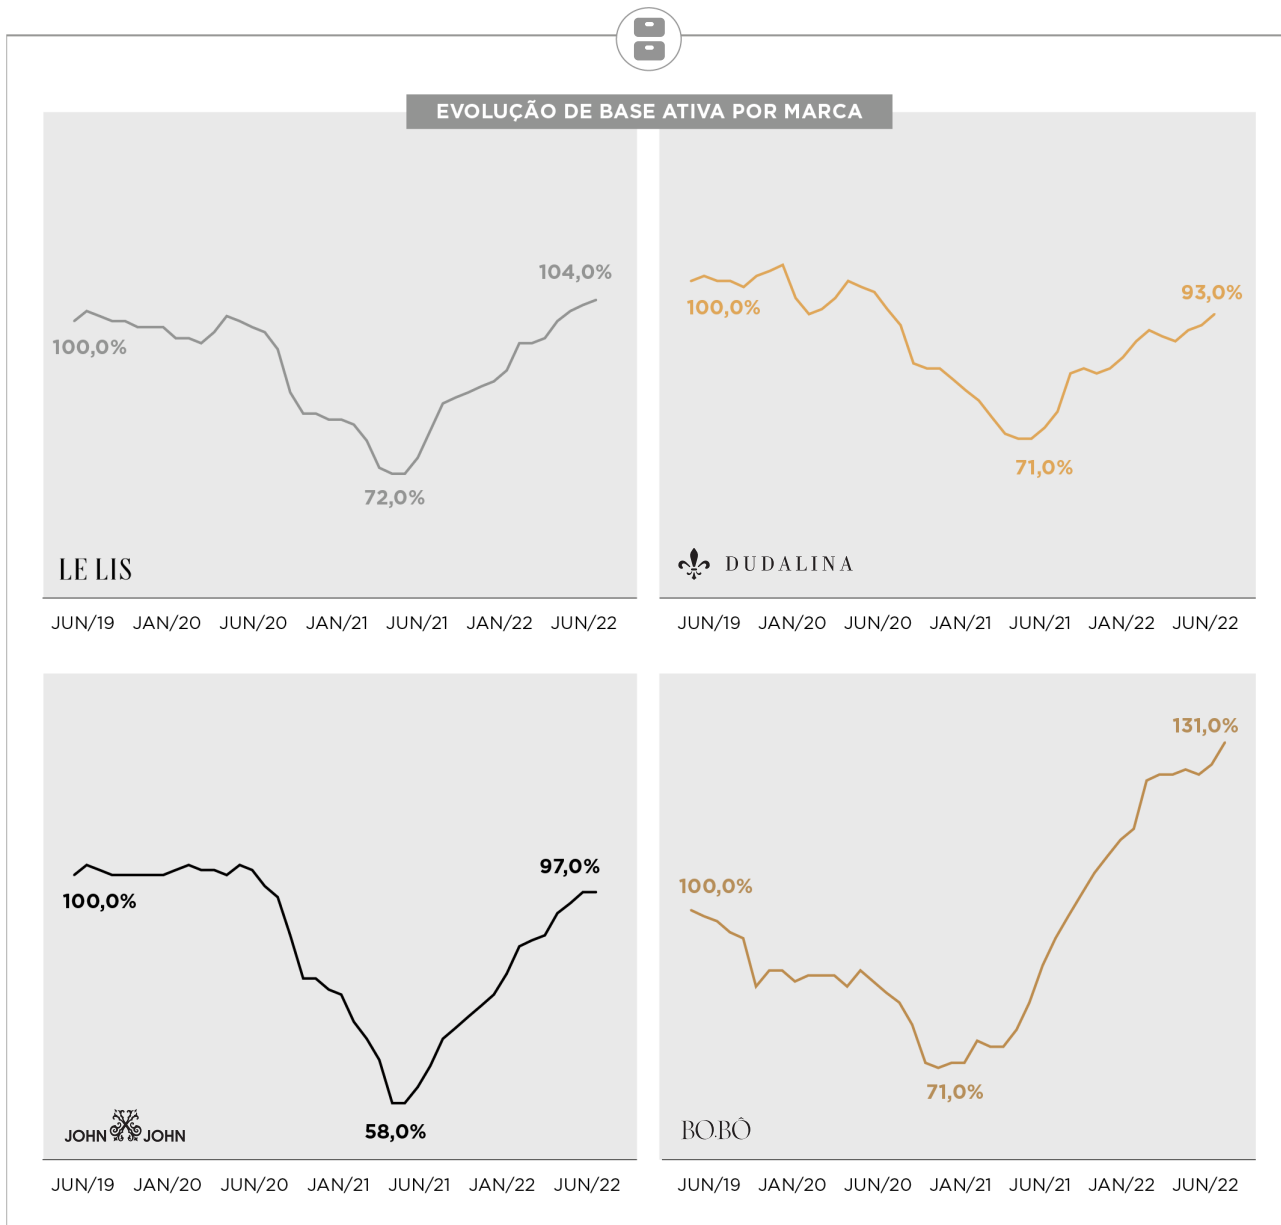 EVOLUÇÃO DE BASE ATIVA POR MARCA
104,0%
100,0%
72,0%
LE LIS
JUN/19 JAN/20 JUN/20 JAN/21 JUN/21 JAN/22 JUN/22
93,0%
100,0%
71,0%
DUDALINA
JUN/19 JAN/20 JUN/20 JAN/21 JUN/21 JAN/22 JUN/22
97,0%
100,0%
58,0%
JOHN JOHN
JUN/19 JAN/20 JUN/20 JAN/21 JUN/21 JAN/22 JUN/22
131,0%
100,0%
71,0%
BO.BÔ
JUN/19 JAN/20 JUN/20 JAN/21 JUN/21 JAN/22 JUN/22